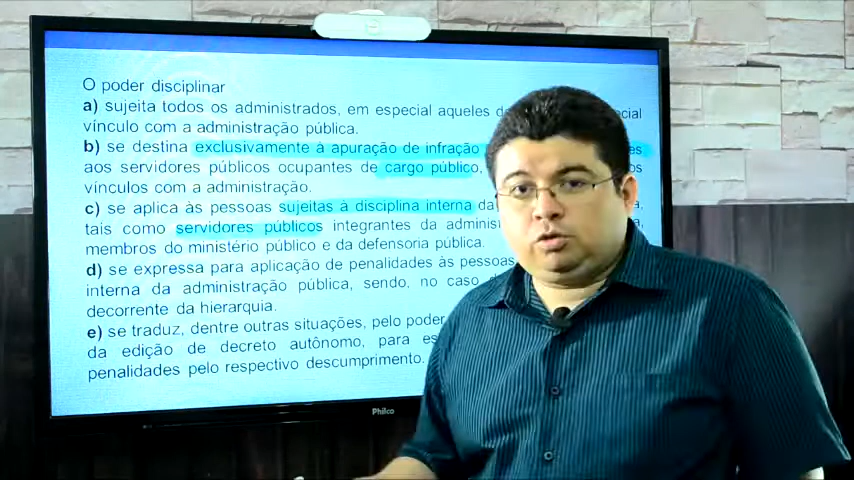 O poder disciplinar
a) sujeita todos os administrados, em especial aqueles
vínculo com a administração pública.
b) se destina exclusivamente à apuração de infração
aos servidores públicos ocupantes de cargo público,
vínculos com a administração.
c) se aplica às pessoas sujeitas à disciplina interna da
tais como servidores públicos integrantes da
membros do ministério público e da defensoria pública.
d) se expressa para aplicação de penalidades às pessoas
interna da administração pública, sendo, no caso
decorrente da hierarquia.
e) se traduz, dentre outras situações, pelo poder
da edição de decreto autônomo, para
penalidades pelo respectivo descumprimento.
PHILCO